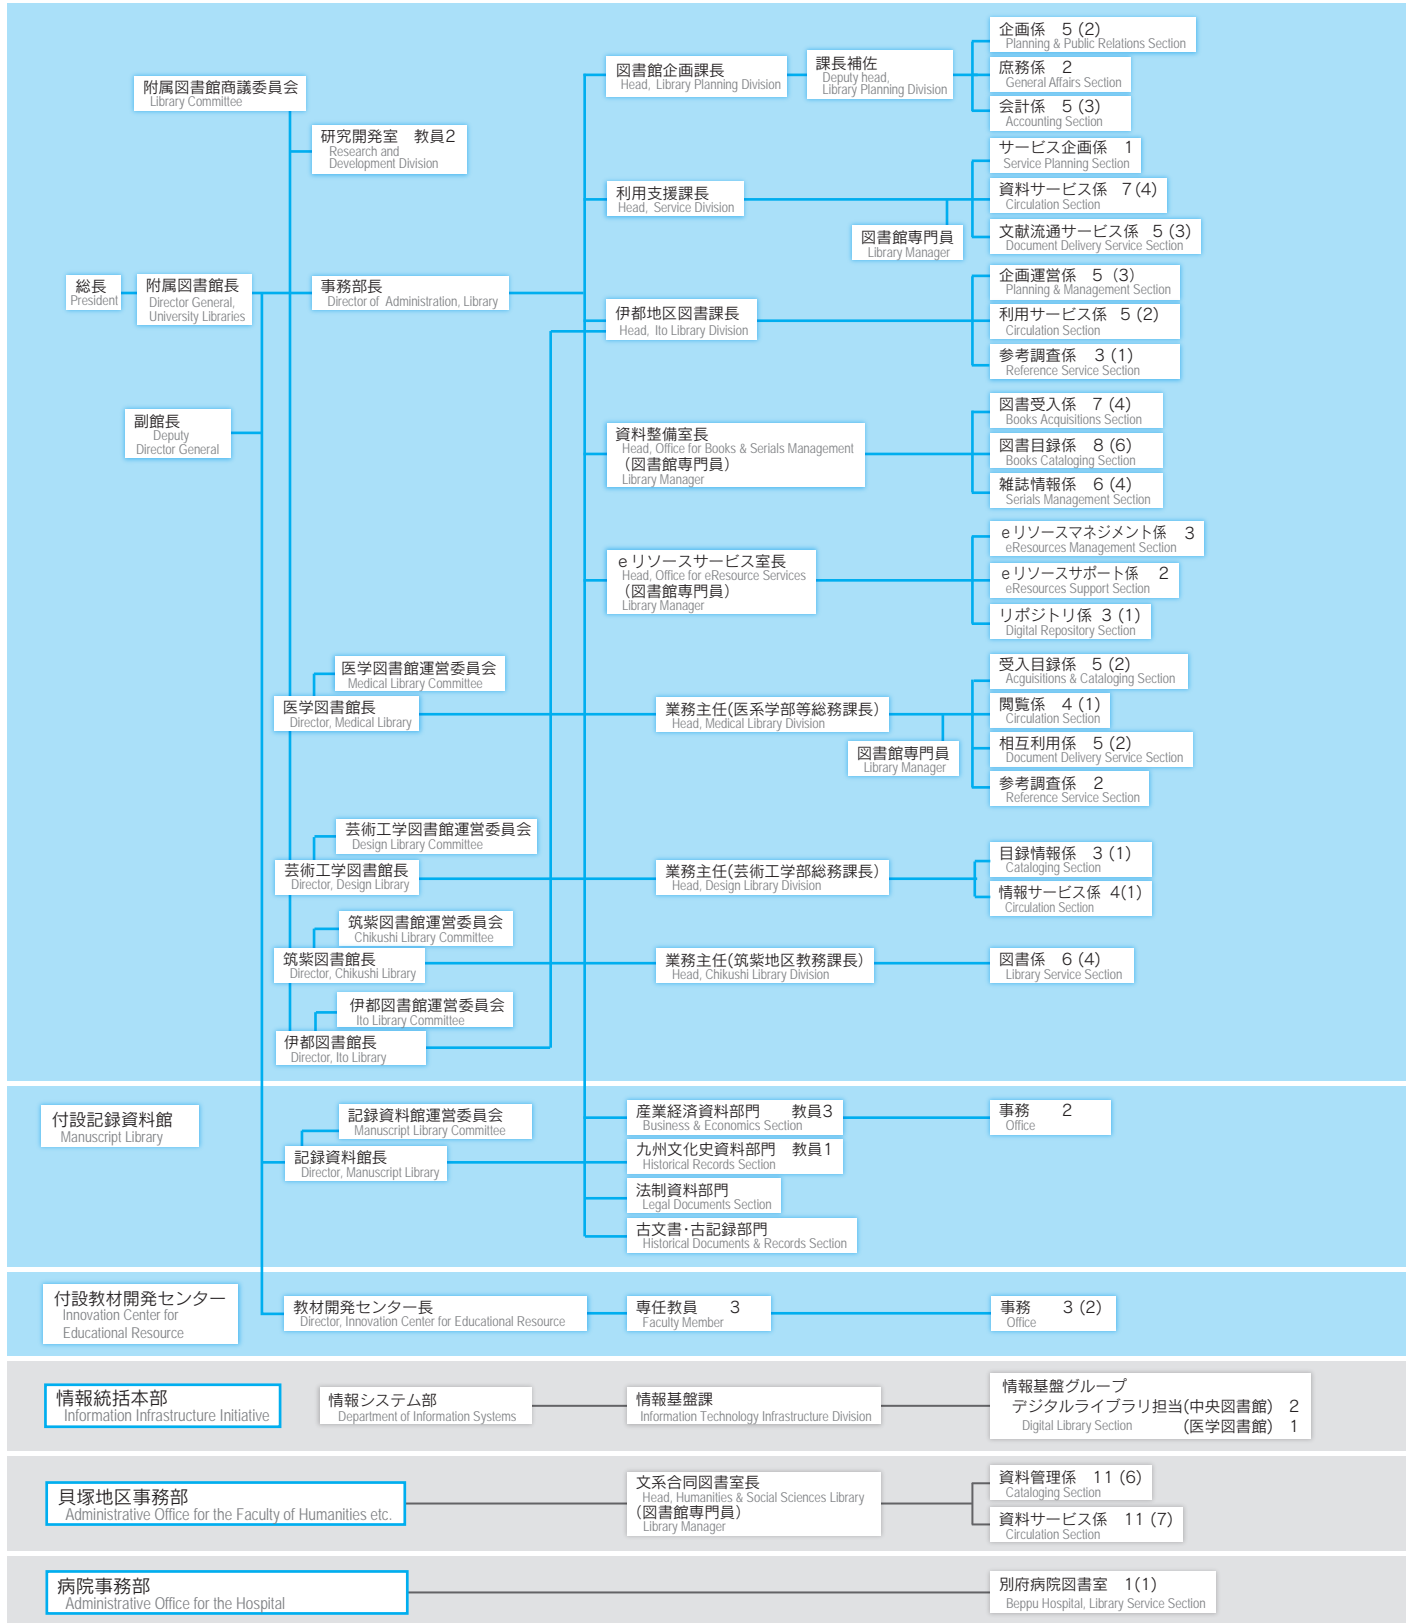 附属図書館商議委員会
Library Committee
研究開発室　教員2
Research and
Development Division
総長
President
附属図書館長
Director General,
University Libraries
事務部長
Director of Administration, Library
副館長
Deputy
Director General
図書館企画課長
Head, Library Planning Division
課長補佐
Deputy head,
Library Planning Division
企画係　5 (2)
Planning & Public Relations Section
庶務係　2
General Affairs Section
会計係　5 (3)
Accounting Section
利用支援課長
Head, Service Division
図書館専門員
Library Manager
サービス企画係　1
Service Planning Section
資料サービス係　7 (4)
Circulation Section
文献流通サービス係　5 (3)
Document Delivery Service Section
伊都地区図書課長
Head, Ito Library Division
企画運営係　5 (3)
Planning & Management Section
利用サービス係　5 (2)
Circulation Section
参考調査係　3 (1)
Reference Service Section
資料整備室長
Head, Office for Books & Serials Management
(図書館専門員)
Library Manager
図書受入係　7 (4)
Books Acquisitions Section
図書目録係　8 (6)
Books Cataloging Section
雑誌情報係　6 (4)
Serials Management Section
eリソースサービス室長
Head, Office for eResource Services
(図書館専門員)
Library Manager
eリソースマネジメント係　3
eResources Management Section
eリソースサポート係　2
eResources Support Section
リポジトリ係　3 (1)
Digital Repository Section
医学図書館運営委員会
Medical Library Committee
医学図書館長
Director, Medical Library
業務主任(医系学部等総務課長)
Head, Medical Library Division
図書館専門員
Library Manager
受入目録係　5 (2)
Acguisitions & Cataloging Section
閲覧係　4 (1)
Circulation Section
相互利用係　5 (2)
Document Delivery Service Section
参考調査係　2
Reference Service Section
芸術工学図書館運営委員会
Design Library Committee
芸術工学図書館長
Director, Design Library
業務主任(芸術工学部総務課長)
Head, Design Library Division
目録情報係　3 (1)
Cataloging Section
情報サービス係　4(1)
Circulation Section
筑紫図書館運営委員会
Chikushi Library Committee
筑紫図書館長
Director, Chikushi Library
業務主任(筑紫地区教務課長)
Head, Chikushi Library Division
図書係　6 (4)
Library Service Section
伊都図書館運営委員会
Ito Library Committee
伊都図書館長
Director, Ito Library
付設記録資料館
Manuscript Library
記録資料館運営委員会
Manuscript Library Committee
記録資料館長
Director, Manuscript Library
産業経済資料部門　教員3
Business & Economics Section
事務　2
Office
九州文化史資料部門　教員1
Historical Records Section
法制資料部門
Legal Documents Section
古文書・古記録部門
Historical Documents & Records Section
付設教材開発センター
Innovation Center for
Educational Resource
教材開発センター長
Director, Innovation Center for Educational Resource
専任教員　3
Faculty Member
事務　3 (2)
Office
情報統括本部
Information Infrastructure Initiative
情報システム部
Department of Information Systems
情報基盤課
Information Technology Infrastructure Division
情報基盤グループ
デジタルライブラリ担当(中央図書館)　2
Digital Library Section　(医学図書館)　1
貝塚地区事務部
Administrative Office for the Faculty of Humanities etc.
文系合同図書室長
Head, Humanities & Social Sciences Library
(図書館専門員)
Library Manager
資料管理係　11 (6)
Cataloging Section
資料サービス係　11 (7)
Circulation Section
病院事務部
Administrative Office for the Hospital
別府病院図書室　1(1)
Beppu Hospital, Library Service Section